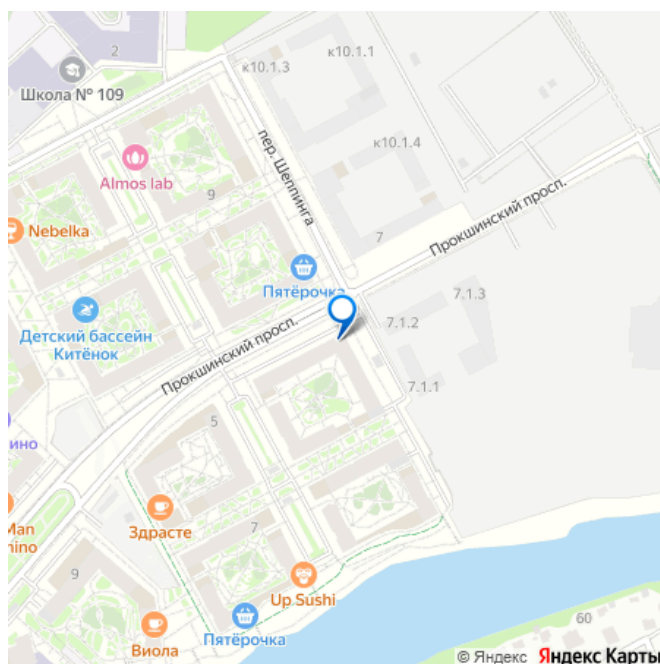 к10.1.1
2
к10.1.3
Школа № 109
пер. Шеппинга
к10.1.4
Almos lab
9
Прокшинский просп.
Nebelka
7
Пятёрочка
7.1.3
Детский бассейн
Китёнок
7.1.2
Прокшинский просп.
7.1.1
5
ино
Man
nino
Здрасте
7
9
Up Sushi
60
Виола
Пятёрочка
© Яндекс Яндекс Карты